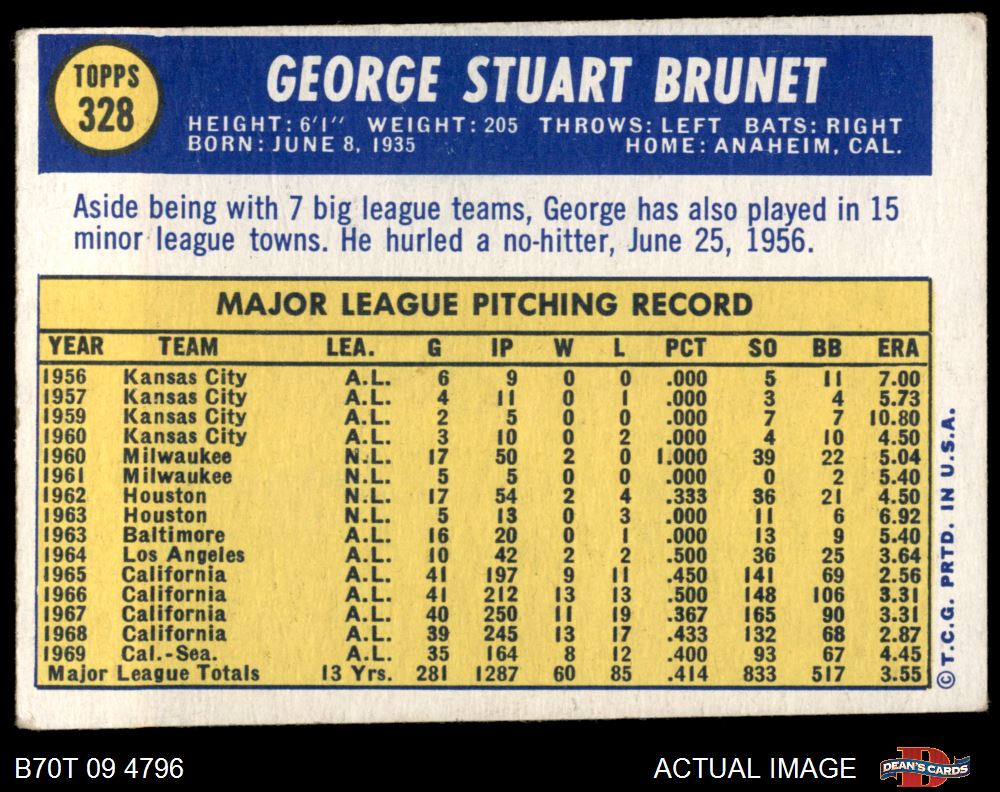 TOPPS
328
GEORGE STUART BRUNET
HEIGHT: 6'1" WEIGHT: 205 THROWS: LEFT BATS: RIGHT
BORN: JUNE 8, 1935 HOME: ANAHEIM, CAL.
Aside being with 7 big league teams, George has also played in 15
minor league towns. He hurled a no-hitter, June 25, 1956.
MAJOR LEAGUE PITCHING RECORD
YEAR TEAM LEA. G IP W L PCT SO BB ERA
1956 Kansas City A.L. 6 9 0 0 .000 5 11 7.00
1957 Kansas City A.L. 4 11 0 1 .000 3 4 5.73
1959 Kansas City A.L. 2 5 0 0 .000 7 7 10.80
1960 Kansas City A.L. 3 10 0 2 .000 4 10 4.50
1960 Milwaukee N.L. 17 50 2 0 1.000 39 22 5.04
1961 Milwaukee N.L. 5 5 0 0 .000 0 2 5.40
1962 Houston N.L. 17 54 2 4 .333 36 21 4.50
1963 Houston N.L. 5 13 0 3 .000 11 6 6.92
1963 Baltimore A.L. 16 20 0 1 .000 13 9 5.40
1964 Los Angeles A.L. 10 42 2 2 .500 36 25 3.64
1965 California A.L. 41 197 9 11 .450 141 69 2.56
1966 California A.L. 41 212 13 13 .500 148 106 3.31
1967 California A.L. 40 250 11 19 .367 165 90 3.31
1968 California A.L. 39 245 13 17 .433 132 68 2.87
1969 Cal.-Sea. A.L. 35 164 8 12 .400 93 67 4.45
Major League Totals 13 Yrs. 281 1287 60 85 .414 833 517 3.55
© T.C.G. PRTD. IN U.S.A.
B70T 09 4796
ACTUAL IMAGE
D
DEAN'S CARDS